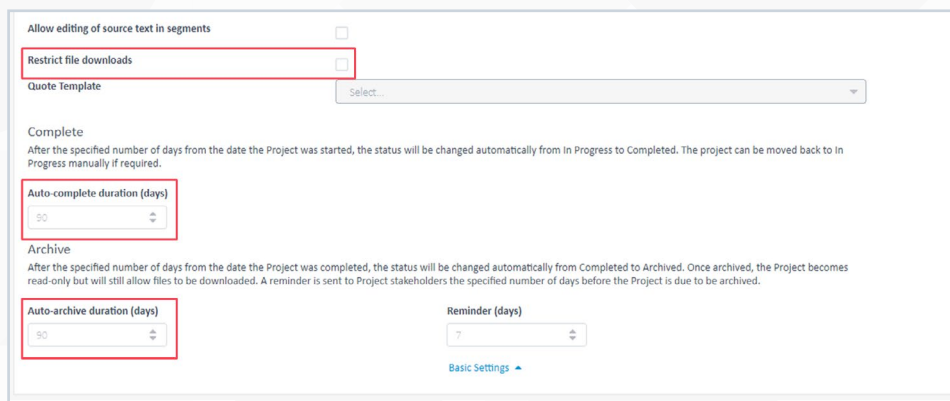 Allow editing of source text in segments
Restrict file downloads
Quote Template
Select...
Complete
After the specified number of days from the date the Project was started, the status will be changed automatically from In Progress to Completed. The project can be moved back to In
Progress manually if required.
Auto-complete duration (days)
90
Archive
After the specified number of days from the date the Project was completed, the status will be changed automatically from Completed to Archived. Once archived, the Project becomes
read-only but will still allow files to be downloaded. A reminder is sent to Project stakeholders the specified number of days before the Project is due to be archived.
Auto-archive duration (days) Reminder (days)
90 7
Basic Settings